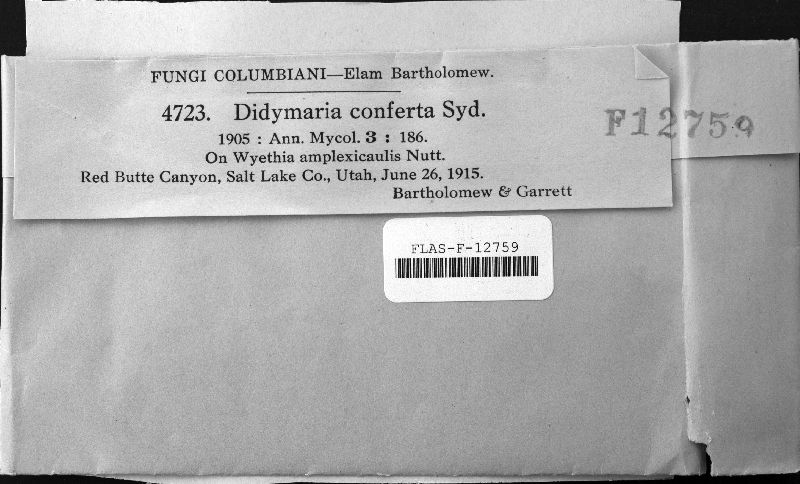 FUNGI COLUMBIANI—Elam Bartholomew.
4723. Didymaria conferta Syd.
1905 : Ann. Mycol. 3 : 186.
On Wyethia amplexicaulis Nutt.
Red Butte Canyon, Salt Lake Co., Utah, June 26, 1915.
Bartholomew & Garrett
F12759
FLAS-F-12759